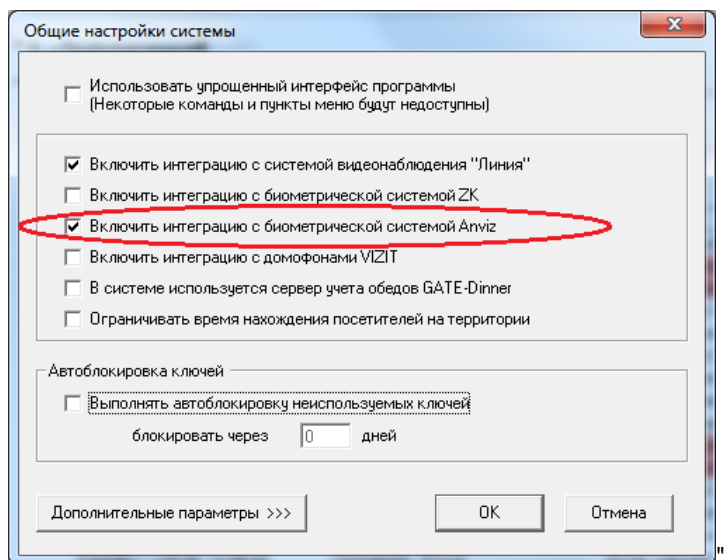 Общие настройки системы
Использовать упрощенный интерфейс программы
(Некоторые команды и пункты меню будут недоступны)
Включить интеграцию с системой видеонаблюдения "Линия"
Включить интеграцию с биометрической системой ZK
Включить интеграцию с биометрической системой Anviz
Включить интеграцию с домофонами VIZIT
В системе используется сервер учета обедов GATE-Dinner
Ограничивать время нахождения посетителей на территории
Автоблокировка ключей
Выполнять автоблокировку неиспользуемых ключей
блокировать через 0 дней
Дополнительные параметры >>> OK Отмена
"